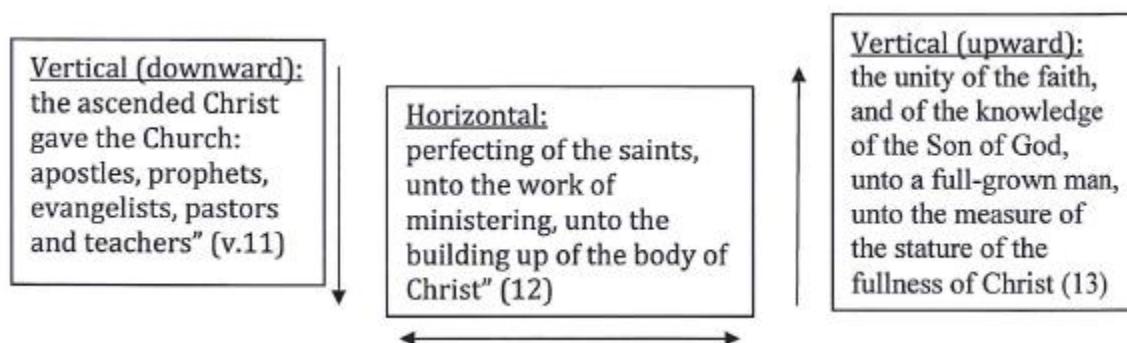 Vertical (downward):
the ascended Christ
gave the Church:
apostles, prophets,
evangelists, pastors
and teachers” (v.11)
Horizontal:
perfecting of the saints,
unto the work of
ministering, unto the
building up of the body of
Christ” (12)
Vertical (upward):
the unity of the faith,
and of the knowledge
of the Son of God,
unto a full-grown man,
unto the measure of
the stature of the
fullness of Christ (13)